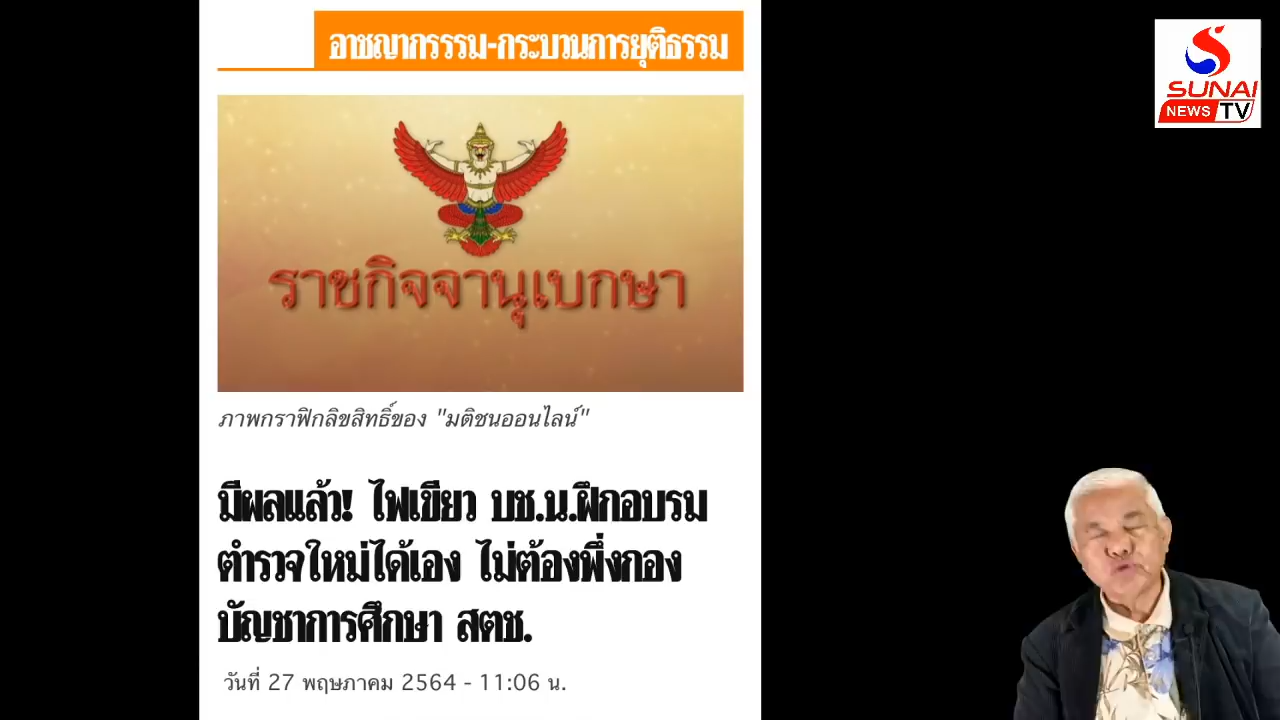 อาชญากรรรม-กระบวนการยุติธรรม
SUNAI
NEWS TV
ราชกิจจานุเบกษา
ภาพกราฟิกลิขสิทธิ์ของ "มติชนออนไลน์"
มีผลแล้ว! ไฟเขียว บช.น.ฝึกอบรม
ตำรวจใหม่ได้เอง ไม่ต้องพึ่งกอง
บัญชาการศึกษา สตช.
วันที่ 27 พฤษภาคม 2564 - 11:06 น.